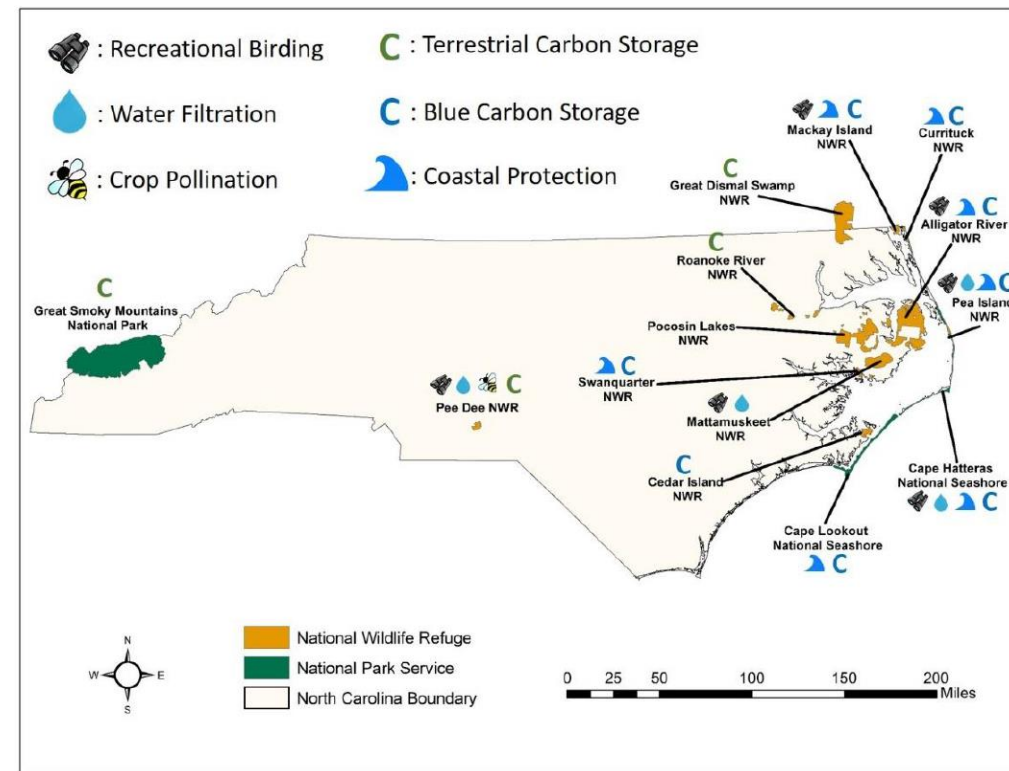 : Recreational Birding
C : Terrestrial Carbon Storage
: Water Filtration
C : Blue Carbon Storage
: Crop Pollination
: Coastal Protection
C
Mackay Island
NWR
C
Currituck
NWR
C
Great Dismal Swamp
NWR
C
Alligator River
NWR
C
Roanoke River
NWR
C
Pea Island
NWR
C
Great Smoky Mountains
National Park
Pocosin Lakes
NWR
C
Swanquarter
NWR
C
Pee Dee NWR
Mattamuskeet
NWR
C
Cedar Island
NWR
Cape Hatteras
National Seashore
C
Cape Lookout
National Seashore
C
National Wildlife Refuge
National Park Service
North Carolina Boundary
N
W E
S
0 25 50 100 150 200
Miles